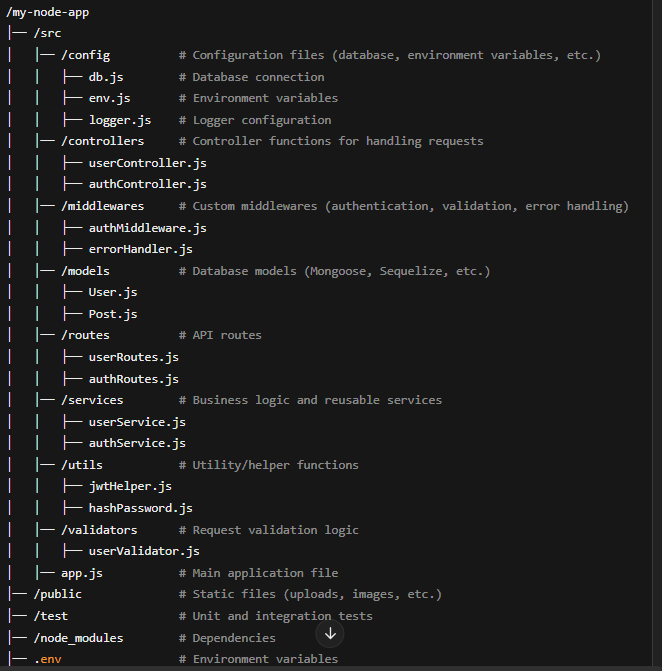 /my-node-app
│── /src
│   │── /config          # Configuration files (database, environment variables, etc.)
│   │   ├── db.js        # Database connection
│   │   ├── env.js       # Environment variables
│   │   ├── logger.js    # Logger configuration
│   │── /controllers     # Controller functions for handling requests
│   │   ├── userController.js
│   │   ├── authController.js
│   │── /middlewares     # Custom middlewares (authentication, validation, error handling)
│   │   ├── authMiddleware.js
│   │   ├── errorHandler.js
│   │── /models          # Database models (Mongoose, Sequelize, etc.)
│   │   ├── User.js
│   │   ├── Post.js
│   │── /routes          # API routes
│   │   ├── userRoutes.js
│   │   ├── authRoutes.js
│   │── /services        # Business logic and reusable services
│   │   ├── userService.js
│   │   ├── authService.js
│   │── /utils           # Utility/helper functions
│   │   ├── jwtHelper.js
│   │   ├── hashPassword.js
│   │── /validators      # Request validation logic
│   │   ├── userValidator.js
│   │── app.js           # Main application file
│── /public              # Static files (uploads, images, etc.)
│── /test                # Unit and integration tests
│── /node_modules        # Dependencies
│── .env                 # Environment variables